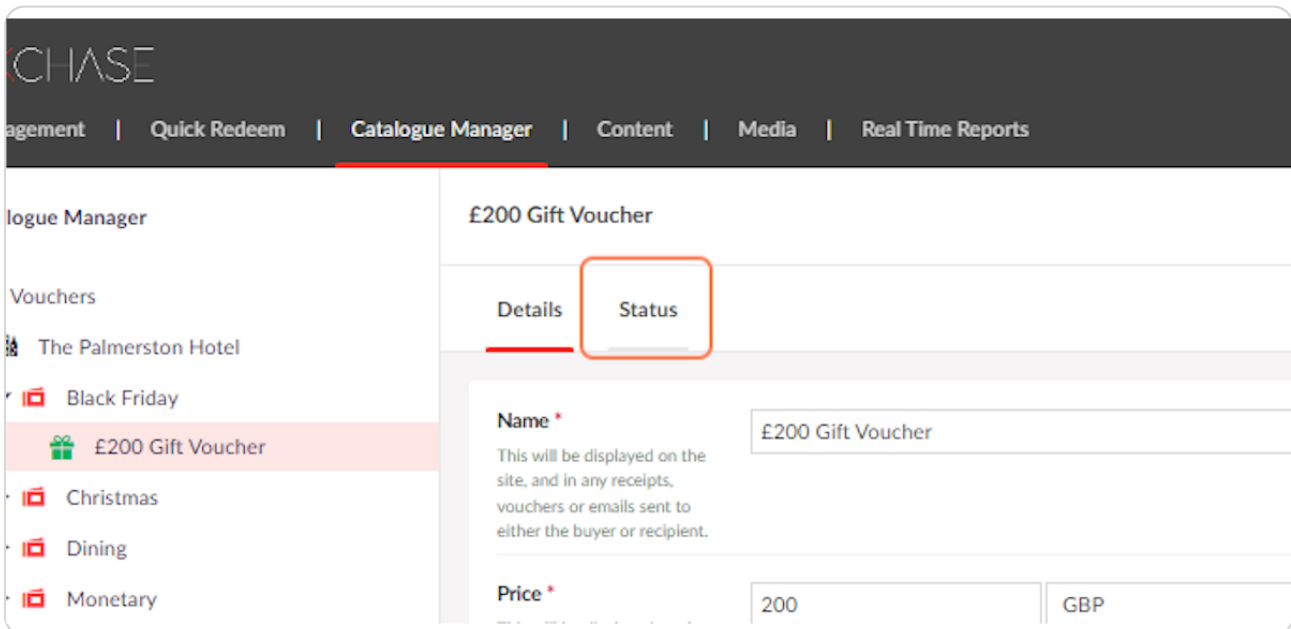 CHASE
agement | Quick Redeem | Catalogue Manager | Content | Media | Real Time Reports
logue Manager
£200 Gift Voucher
Vouchers
Details Status
The Palmerston Hotel
Black Friday
£200 Gift Voucher
Christmas
Dining
Monetary
Name *
£200 Gift Voucher
This will be displayed on the
site, and in any receipts,
vouchers or emails sent to
either the buyer or recipient.
Price *
200
GBP